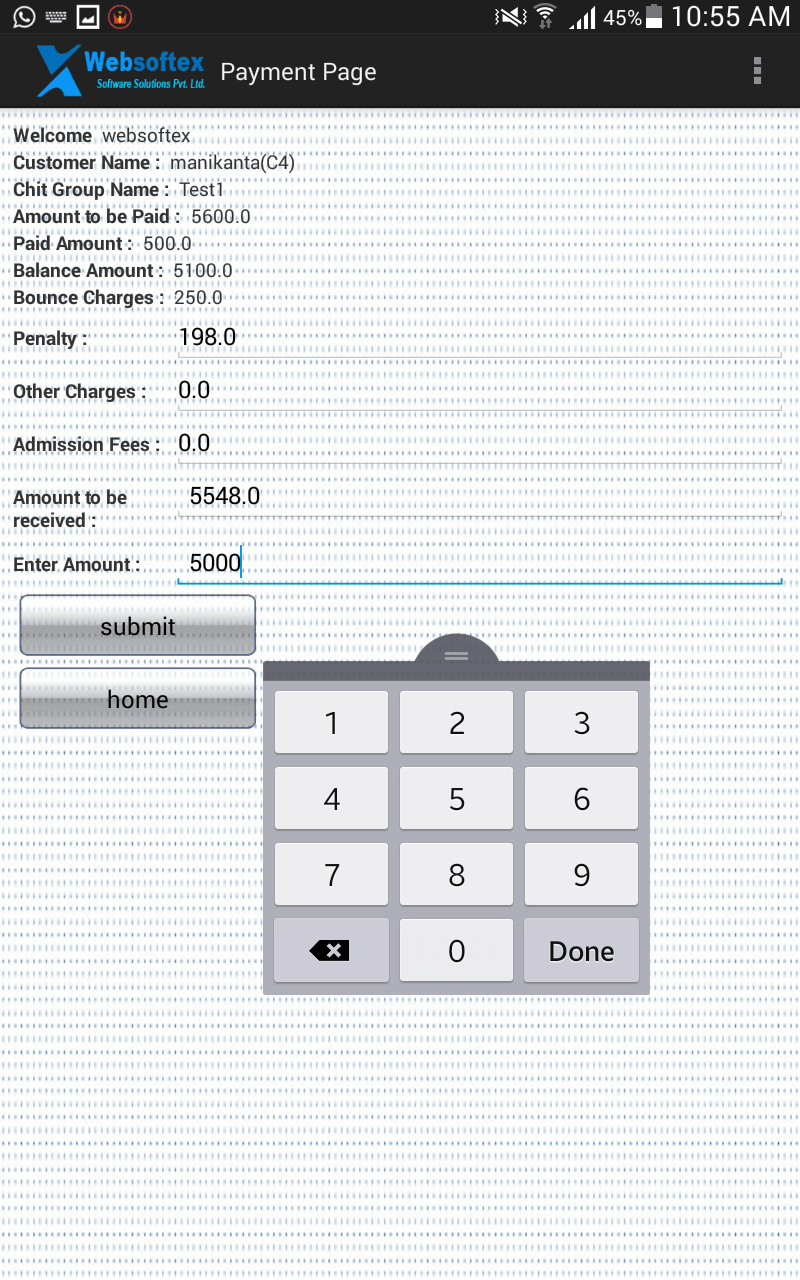 45% 10:55 AM
Websoftex
Software Solutions Pvt. Ltd.
Payment Page
Welcome websoftex
Customer Name : manikanta(C4)
Chit Group Name : Test1
Amount to be Paid : 5600.0
Paid Amount : 500.0
Balance Amount : 5100.0
Bounce Charges : 250.0
Penalty : 198.0
Other Charges : 0.0
Admission Fees : 0.0
Amount to be received : 5548.0
Enter Amount : 5000
submit
home
1 2 3
4 5 6
7 8 9
0 Done